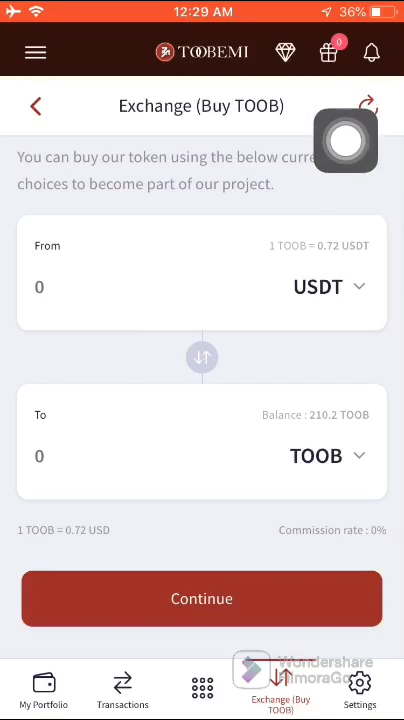 12:29 AM
36%
TOOBEMI
0
Exchange (Buy TOOB)
You can buy our token using the below
choices to become part of our project.
From
1 TOOB = 0.72 USDT
0
USDT
To
Balance : 210.2 TOOB
0
TOOB
1 TOOB = 0.72 USD
Commission rate : 0%
Continue
Wondershare
FilmoraGo
My Portfolio
Transactions
Exchange (Buy
TOOB)
Settings